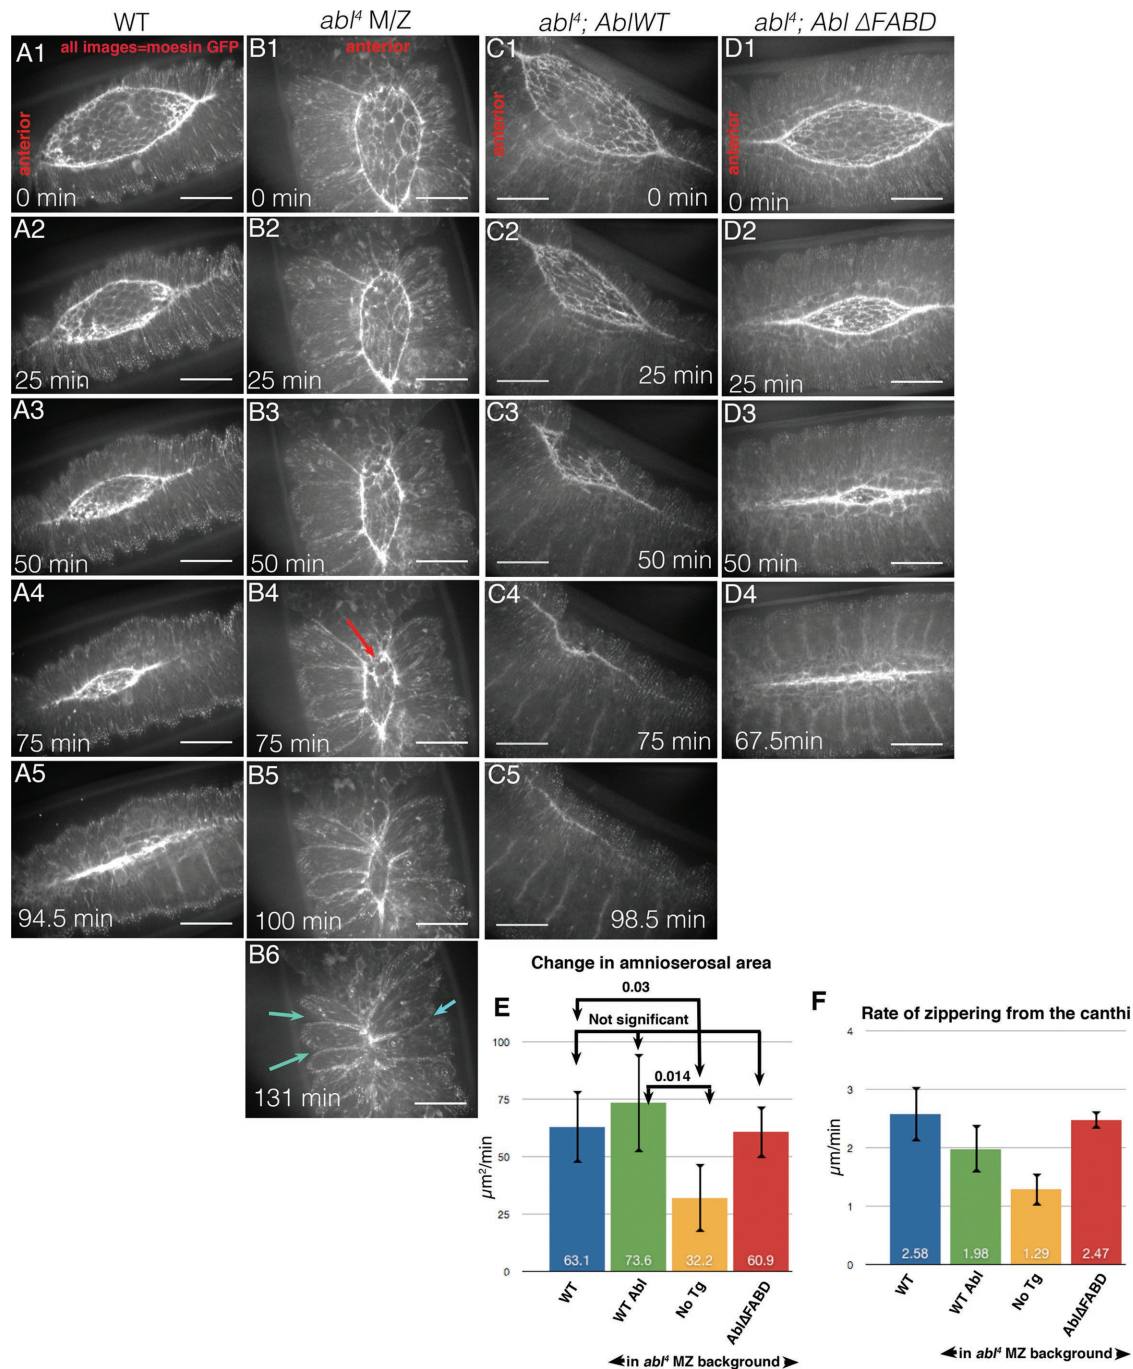 WT
abl⁴ M/Z
abl⁴; AblWT
abl⁴; Abl ΔFABD
A1
all images=moesin GFP
anterior
0 min
B1
anterior
0 min
C1
anterior
0 min
D1
anterior
0 min
A2
25 min
B2
25 min
C2
25 min
D2
25 min
A3
50 min
B3
50 min
C3
50 min
D3
50 min
A4
75 min
B4
75 min
C4
75 min
D4
67.5min
A5
94.5 min
B5
100 min
C5
98.5 min
B6
131 min
Change in amnioserosal area
E
0.03
Not significant
0.014
100
75
50
25
0
µm²/min
63.1
73.6
32.2
60.9
WT
WT Abl
No Tg
AblΔFABD
in abl⁴ MZ background
F
Rate of zippering from the canthi
4
3
2
1
0
µm/min
2.58
1.98
1.29
2.47
WT
WT Abl
No Tg
AblΔFABD
in abl⁴ MZ background